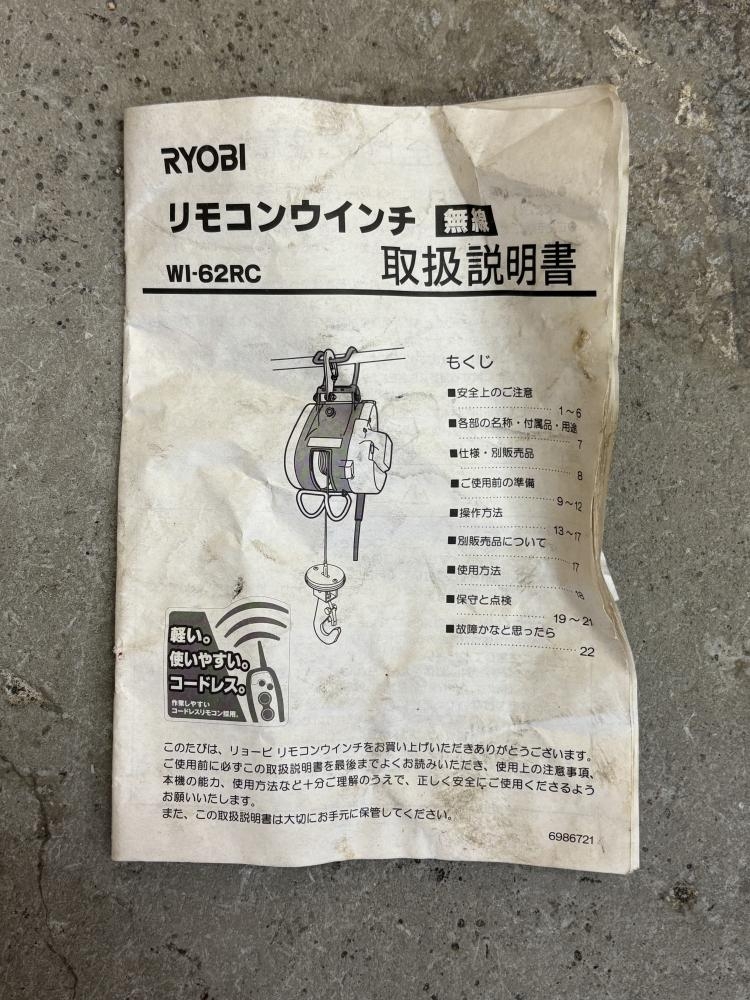 RYOBI
リモコンウインチ 無線
WI-62RC 取扱説明書
もくじ
■安全上のご注意
1～6
■各部の名称・付属品・用途
7
■仕様・別販売品
8
■ご使用前の準備
9～12
■操作方法
13～17
■別販売品について
17
■使用方法
18
■保守と点検
19～21
■故障かなと思ったら
22
軽い。
使いやすい。
コードレス。
作業しやすい
コードレスリモコン採用。
このたびは、リョービ リモコンウインチをお買い上げいただきありがとうございます。
ご使用前に必ずこの取扱説明書を最後までよくお読みいただき、使用上の注意事項、
本機の能力、使用方法など十分ご理解のうえで、正しく安全にご使用くださるよう
お願いいたします。
また、この取扱説明書は大切にお手元に保管してください。
6986721